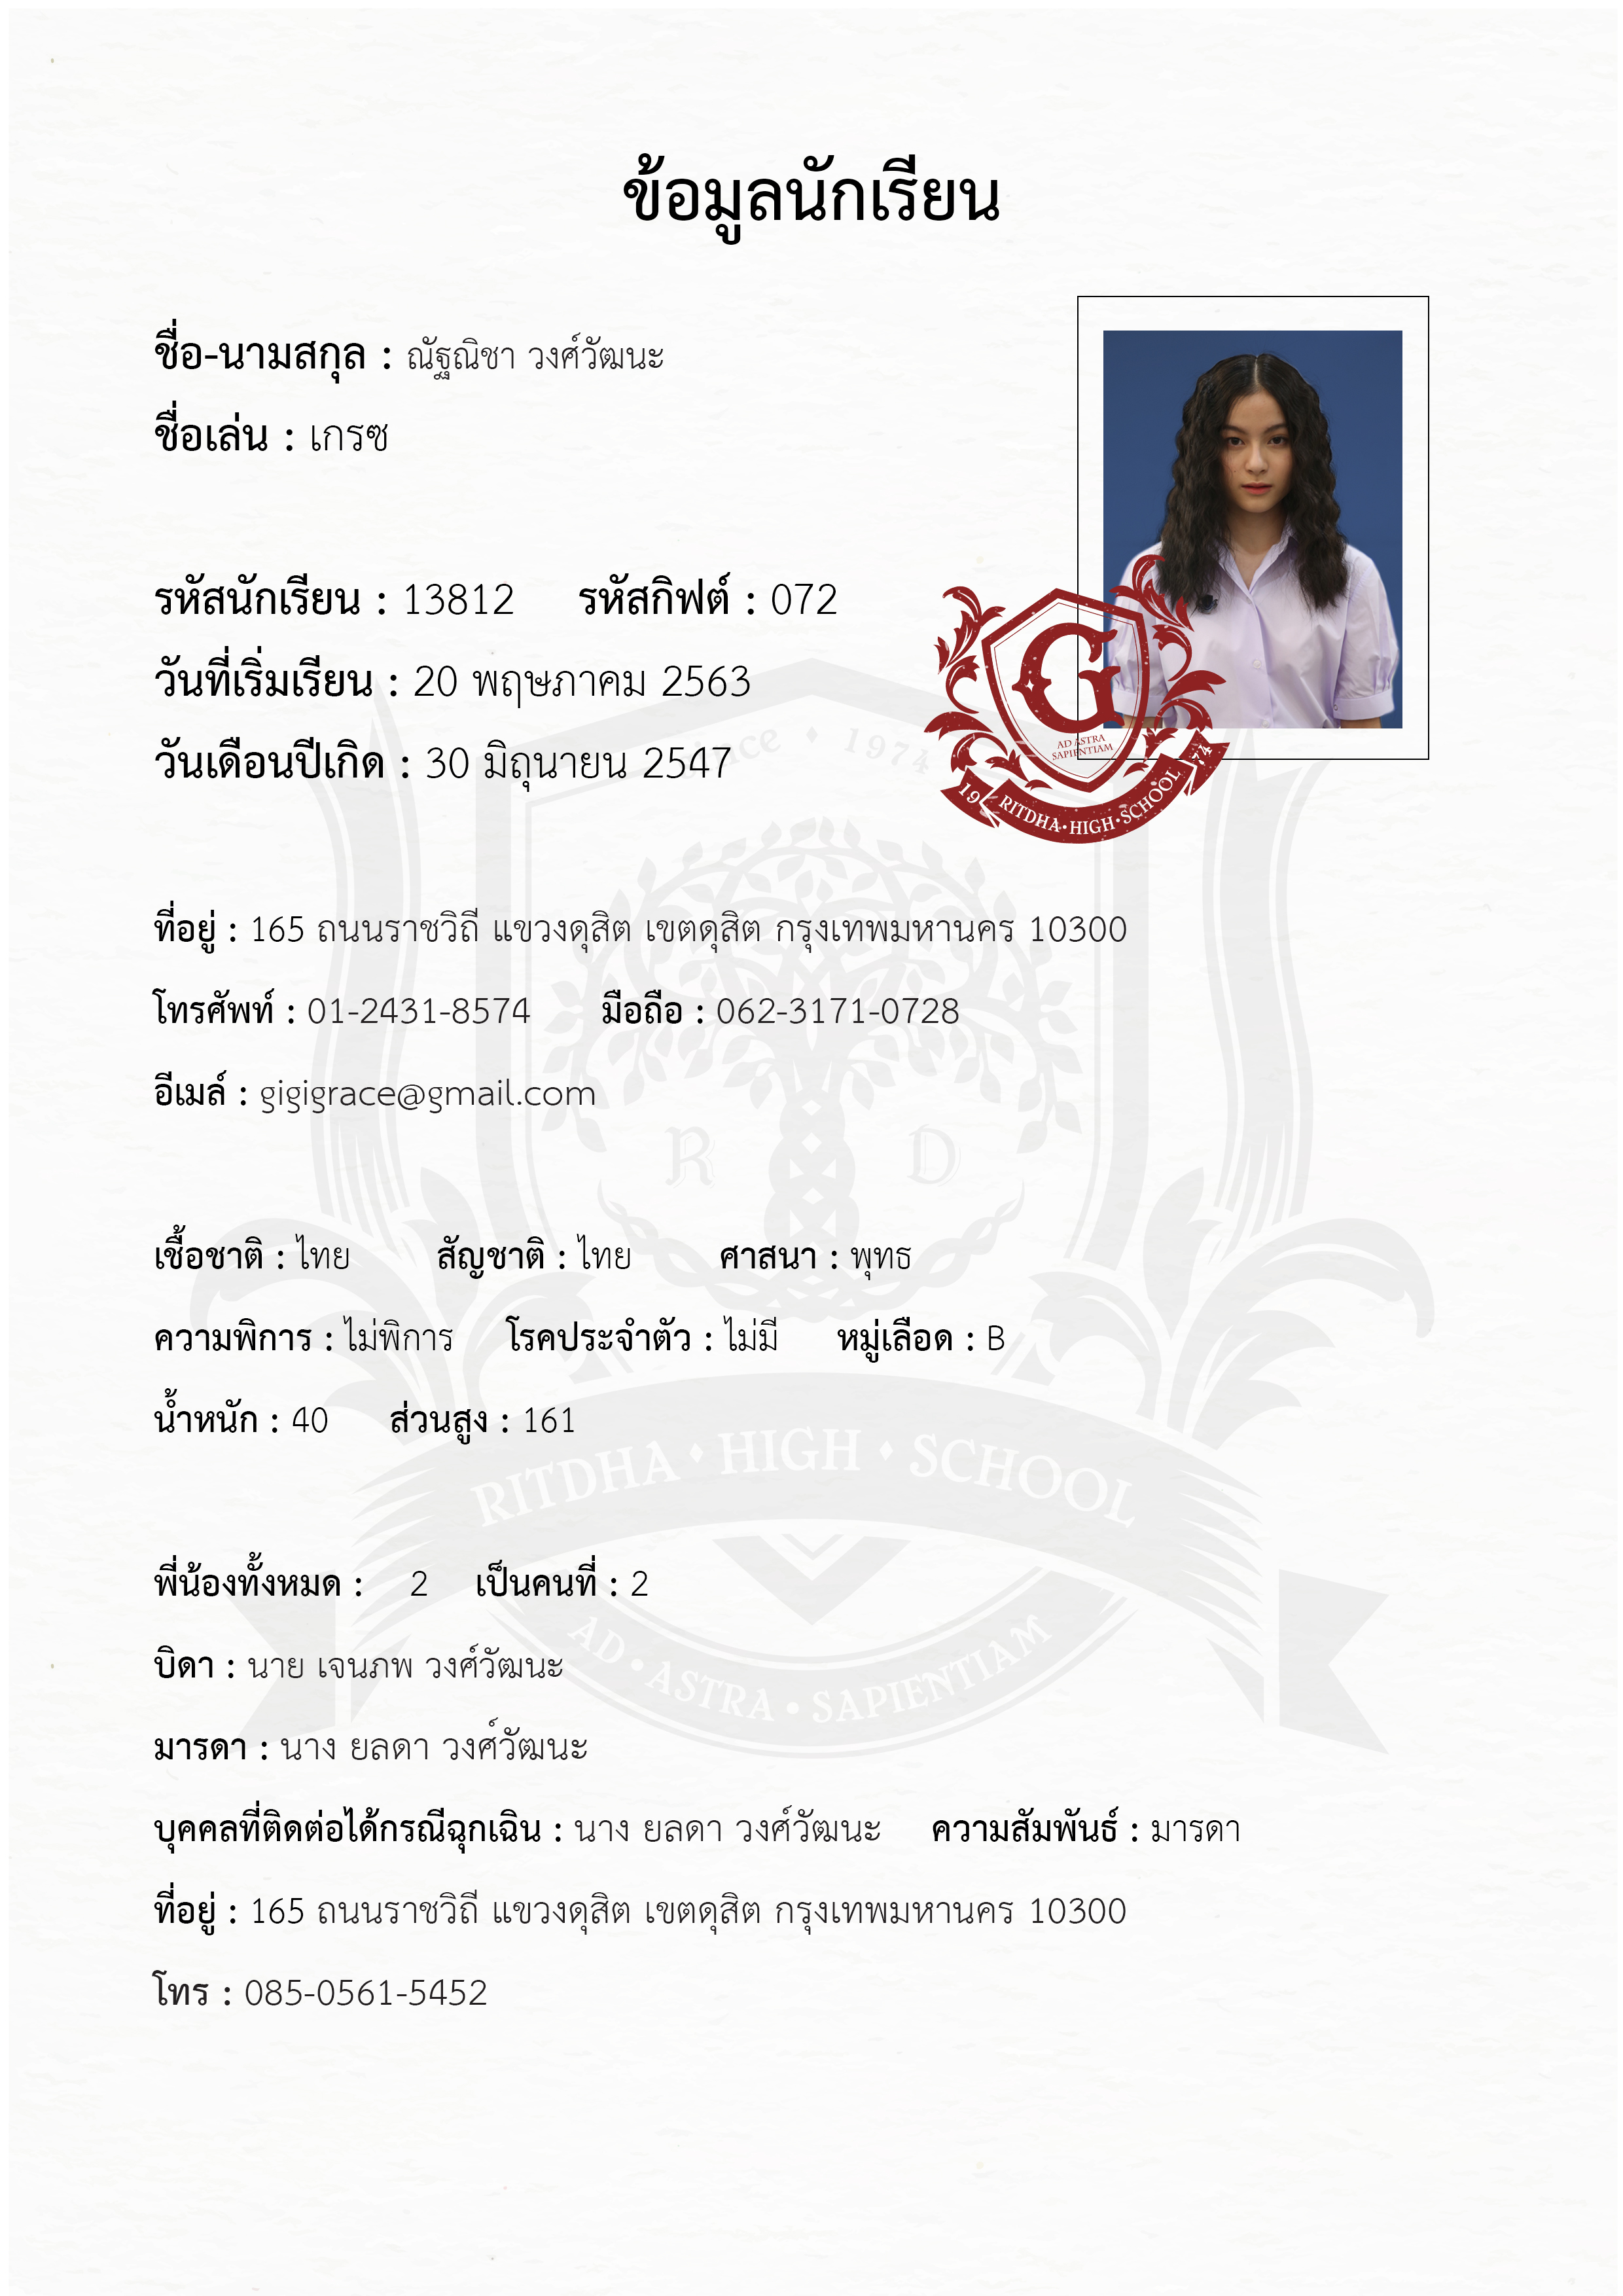 ข้อมูลนักเรียน
ชื่อ-นามสกุล : ณัฐณิชา วงศ์วัฒนะ
ชื่อเล่น : เกรซ
รหัสนักเรียน : 13812 รหัสกิฟต์ : 072
วันที่เริ่มเรียน : 20 พฤษภาคม 2563
วันเดือนปีเกิด : 30 มิถุนายน 2547
G
AD ASTRA
SAPIENTIAM
19 RITDHA·HIGH·SCHOOL 74
1974
ที่อยู่ : 165 ถนนราชวิถี แขวงดุสิต เขตดุสิต กรุงเทพมหานคร 10300
โทรศัพท์ : 01-2431-8574 มือถือ : 062-3171-0728
อีเมล์ : gigigrace@gmail.com
R D
เชื้อชาติ : ไทย สัญชาติ : ไทย ศาสนา : พุทธ
ความพิการ : ไม่พิการ โรคประจำตัว : ไม่มี หมู่เลือด : B
น้ำหนัก : 40 ส่วนสูง : 161
RITDHA · HIGH · SCHOOL
พี่น้องทั้งหมด : 2 เป็นคนที่ : 2
AD · ASTRA · SAPIENTIAM
บิดา : นาย เจนภพ วงศ์วัฒนะ
มารดา : นาง ยลดา วงศ์วัฒนะ
บุคคลที่ติดต่อได้กรณีฉุกเฉิน : นาง ยลดา วงศ์วัฒนะ ความสัมพันธ์ : มารดา
ที่อยู่ : 165 ถนนราชวิถี แขวงดุสิต เขตดุสิต กรุงเทพมหานคร 10300
โทร : 085-0561-5452